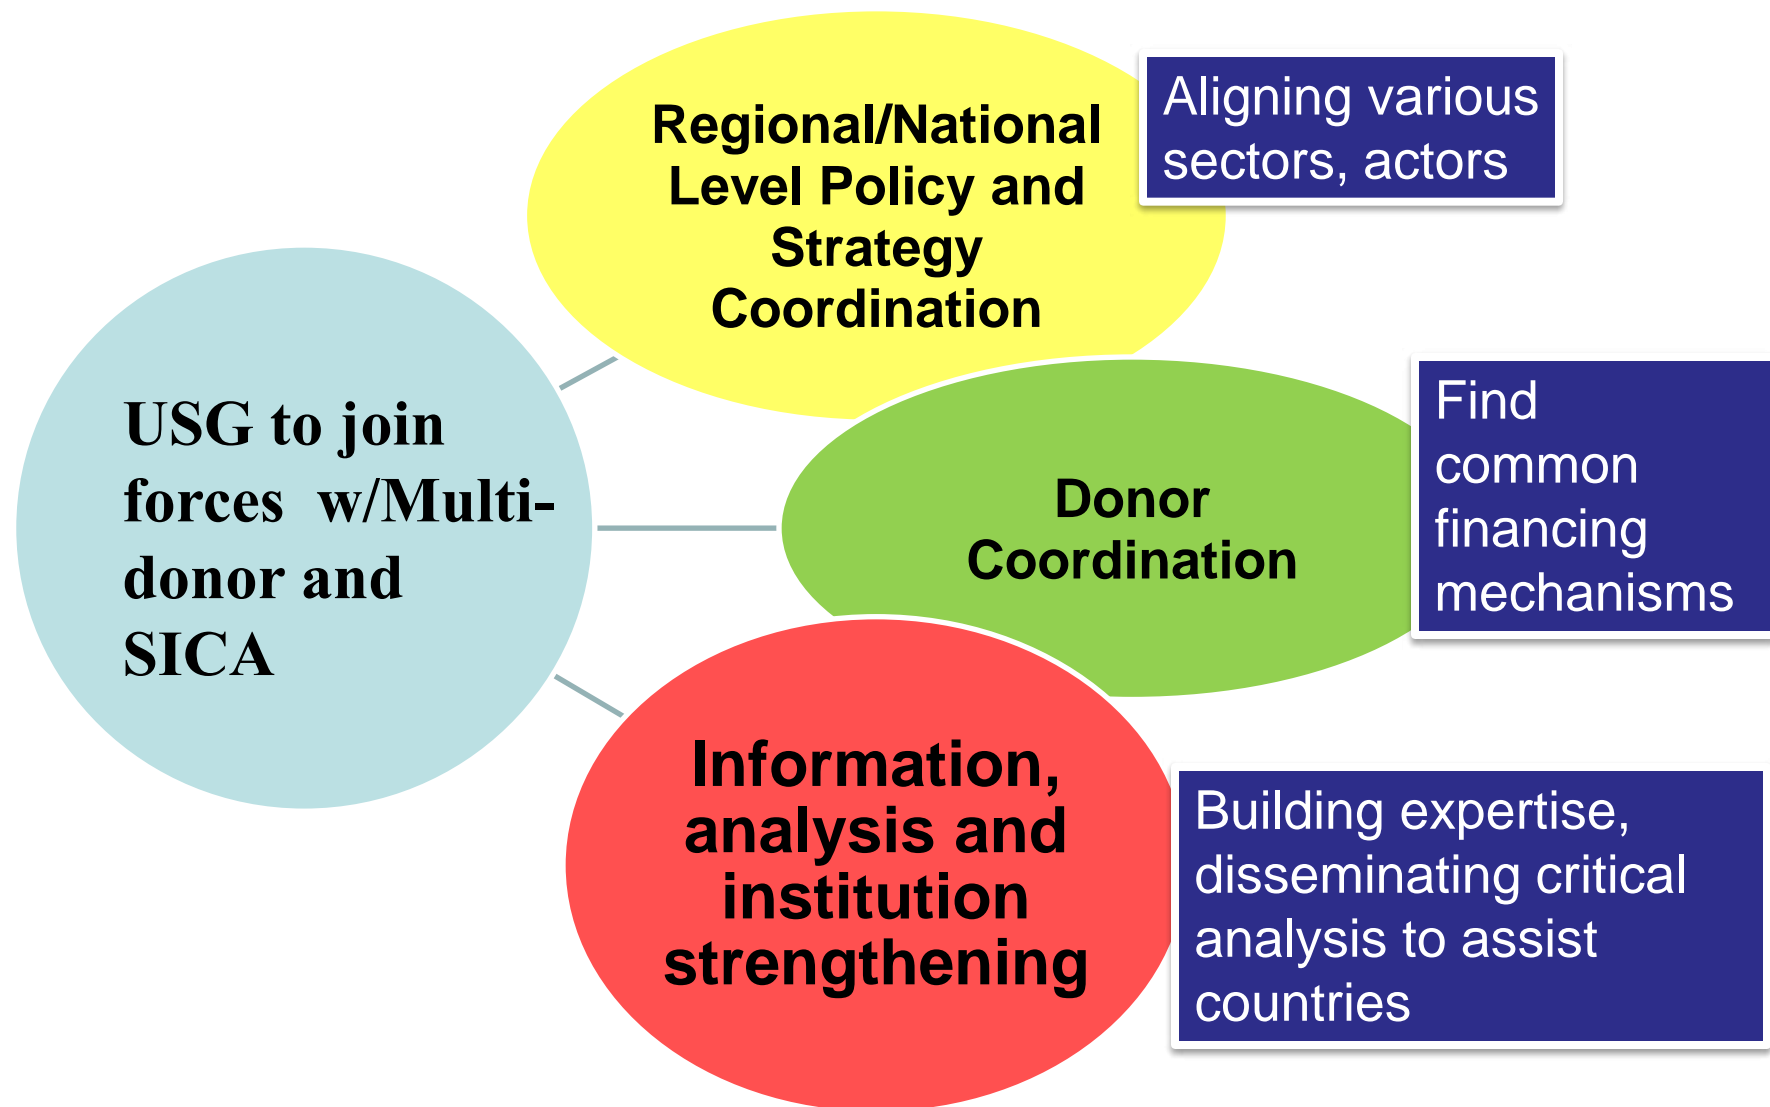 Regional/National
Level Policy and
Strategy
Coordination
Aligning various
sectors, actors
USG to join
forces  w/Multi-
donor and
SICA
Donor
Coordination
Find
common
financing
mechanisms
Information,
analysis and
institution
strengthening
Building expertise,
disseminating critical
analysis to assist
countries